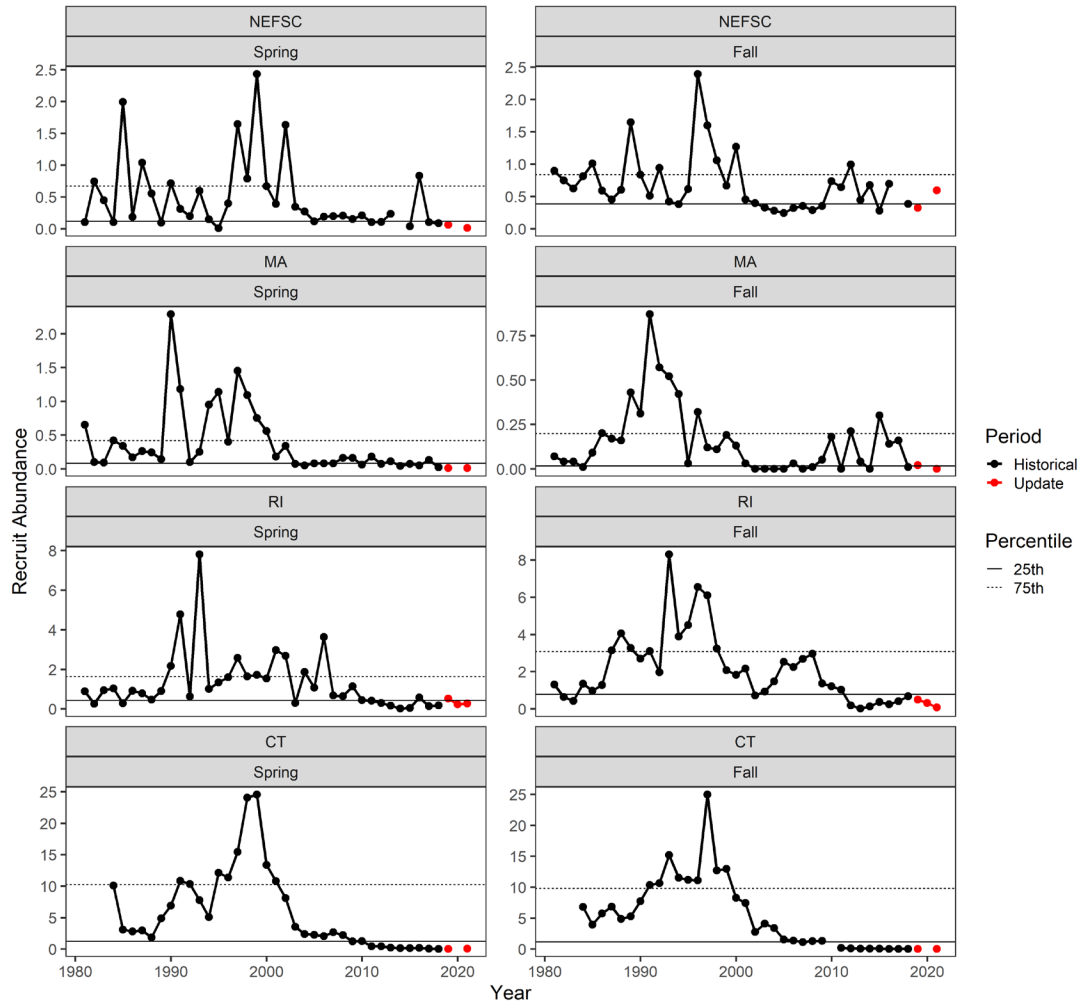 NEFSC
Spring
2.5
2.0
1.5
1.0
0.5
0.0
NEFSC
Fall
2.5
2.0
1.5
1.0
0.5
0.0
MA
Spring
2.0
1.5
1.0
0.5
0.0
MA
Fall
0.75
0.50
0.25
0.00
RI
Spring
8
6
4
2
0
RI
Fall
8
6
4
2
0
CT
Spring
25
20
15
10
5
0
1980 1990 2000 2010 2020
CT
Fall
25
20
15
10
5
0
1980 1990 2000 2010 2020
Recruit Abundance
Year
Period
Historical
Update
Percentile
25th
75th